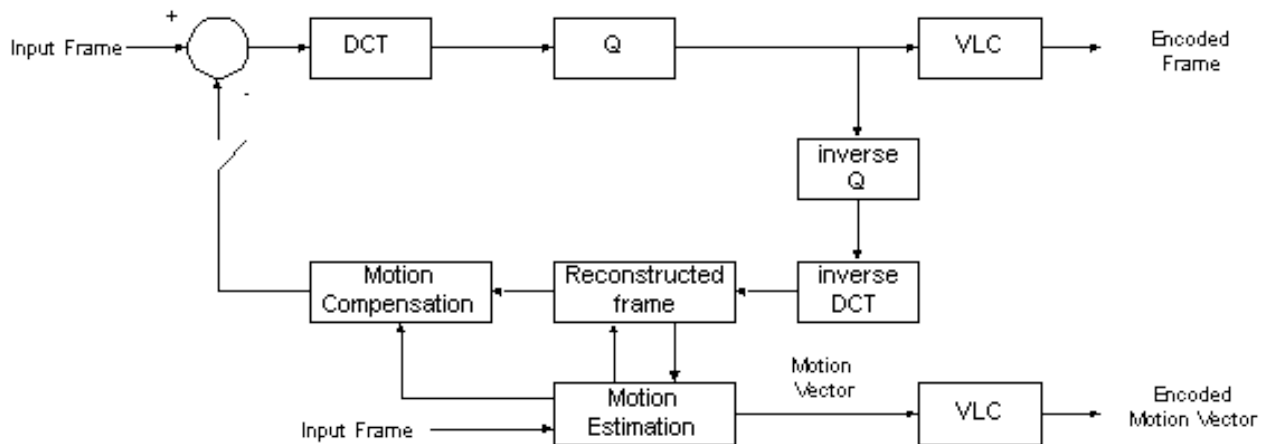 +
Input Frame
DCT
Q
VLC
Encoded
Frame
-
inverse
Q
Motion
Compensation
Reconstructed
frame
inverse
DCT
Motion
Vector
Input Frame
Motion
Estimation
VLC
Encoded
Motion Vector